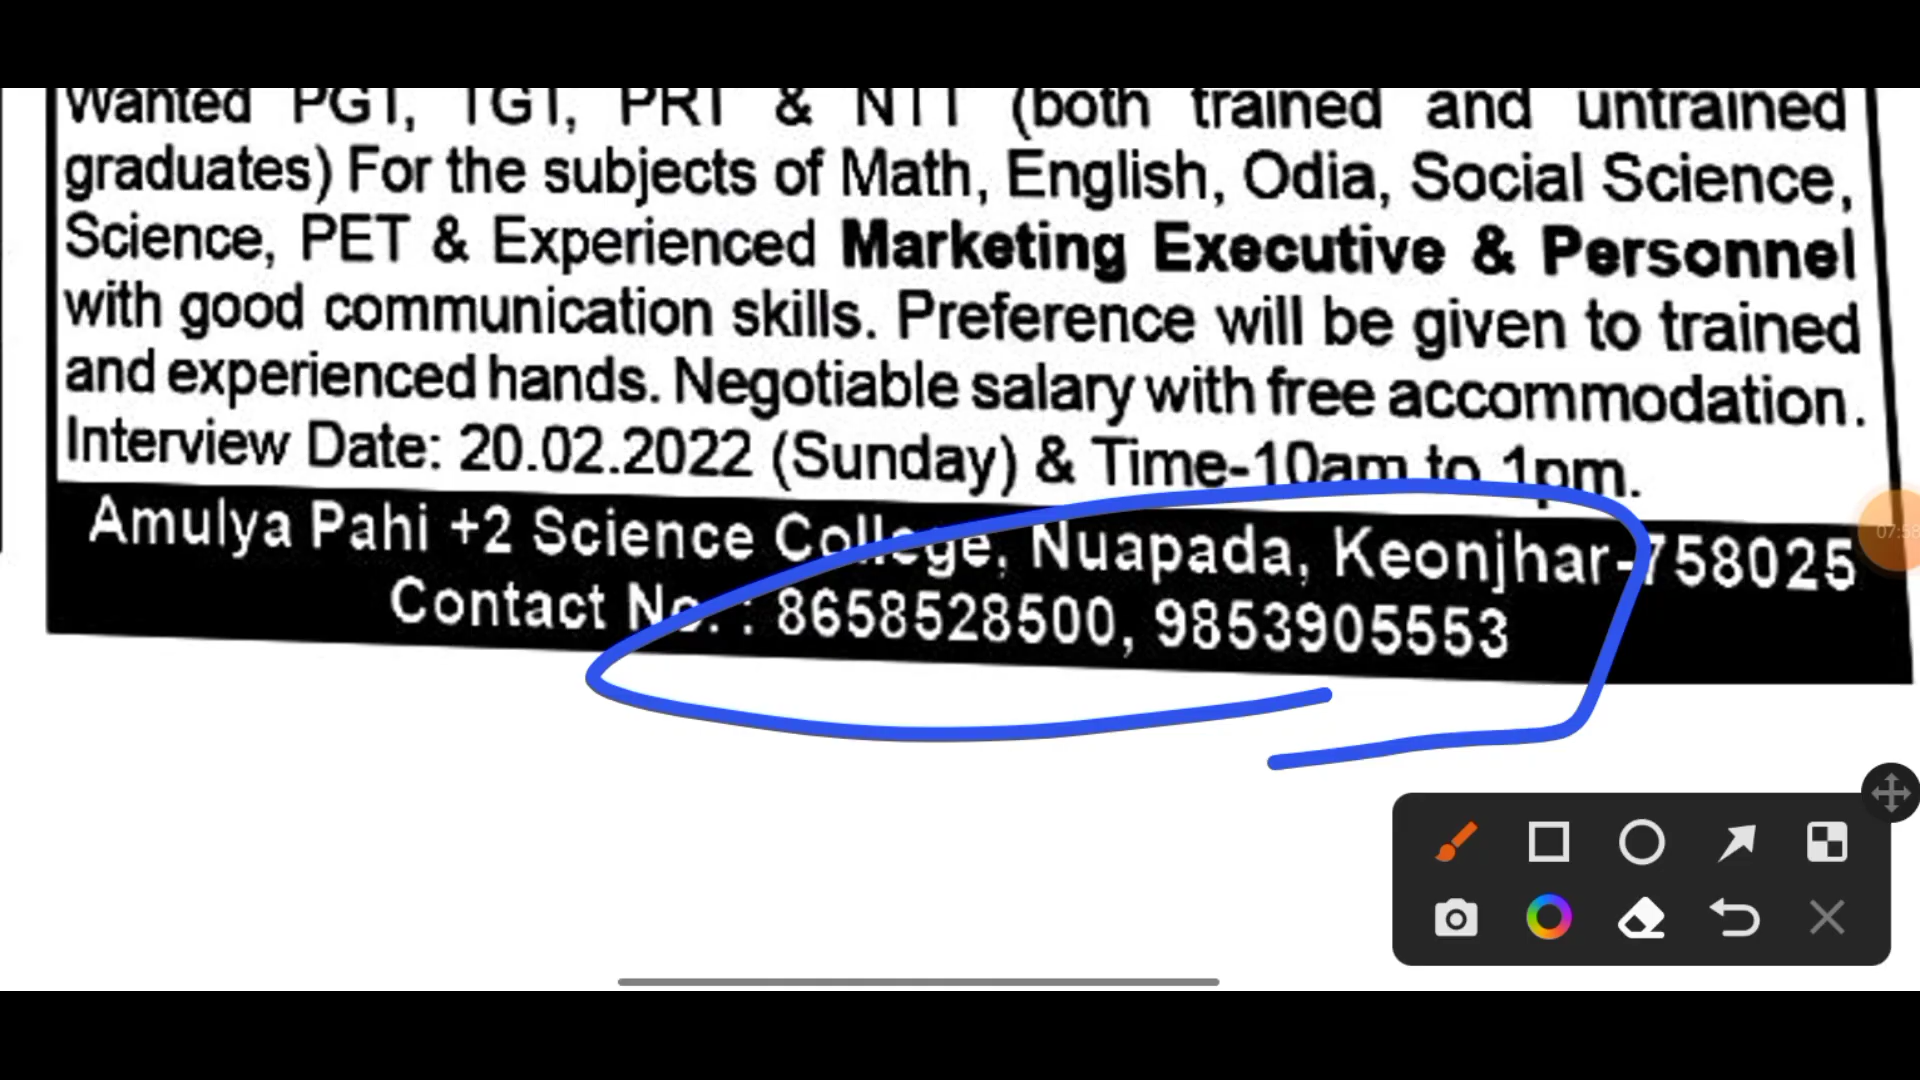 Wanted PGT, TGT, PRT & NTT (both trained and untrained
graduates) For the subjects of Math, English, Odia, Social Science,
Science, PET & Experienced Marketing Executive & Personnel
with good communication skills. Preference will be given to trained
and experienced hands. Negotiable salary with free accommodation.
Interview Date: 20.02.2022 (Sunday) & Time-10am to 1pm.
Amulya Pahi +2 Science College, Nuapada, Keonjhar-758025
Contact No. : 8658528500, 9853905553
07:58